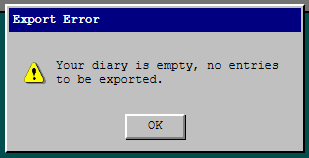 Export Error
Your diary is empty, no entries
to be exported.
OK